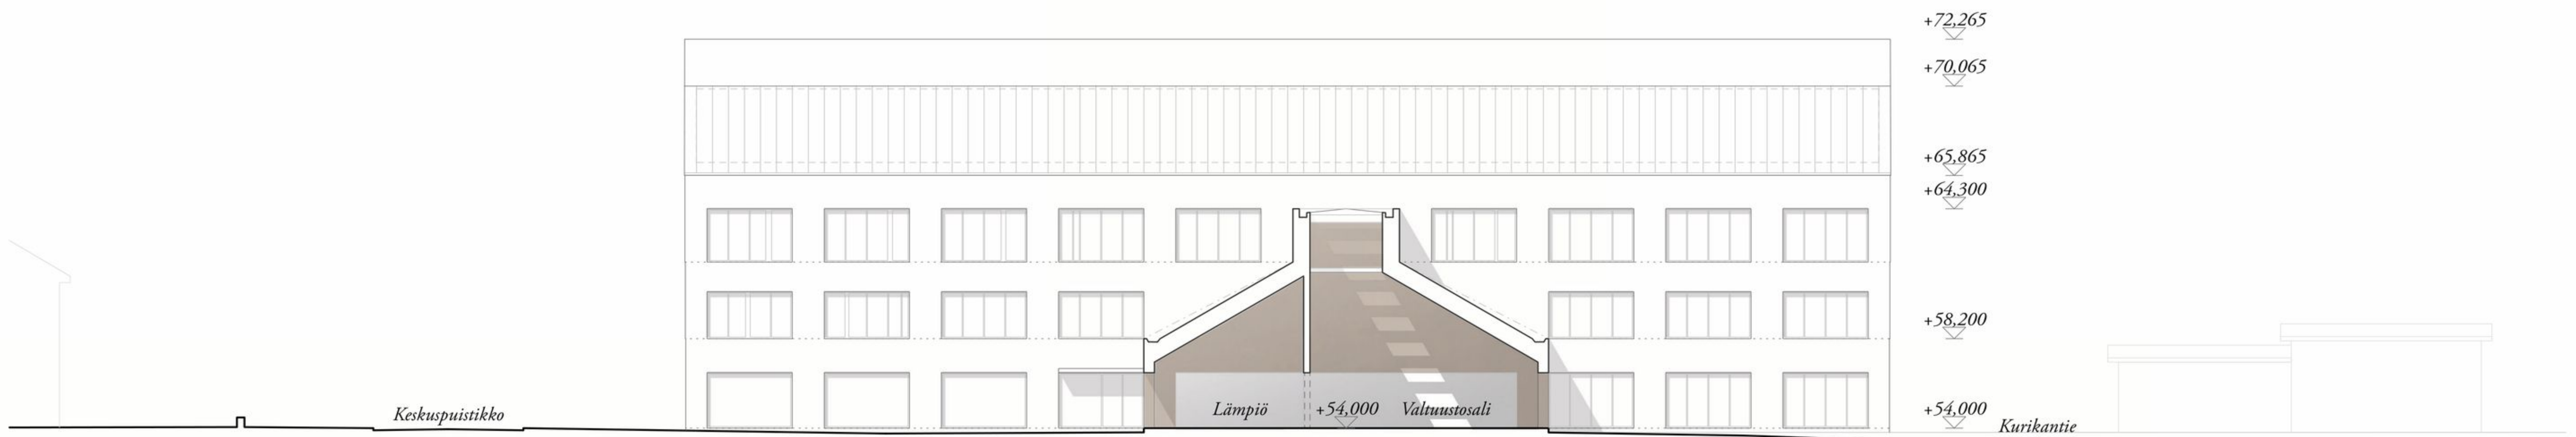 +72,265
+70,065
+65,865
+64,300
+58,200
Keskuspuistikko
Lämpiö
+54,000
Valtuustosali
+54,000
Kurikantie